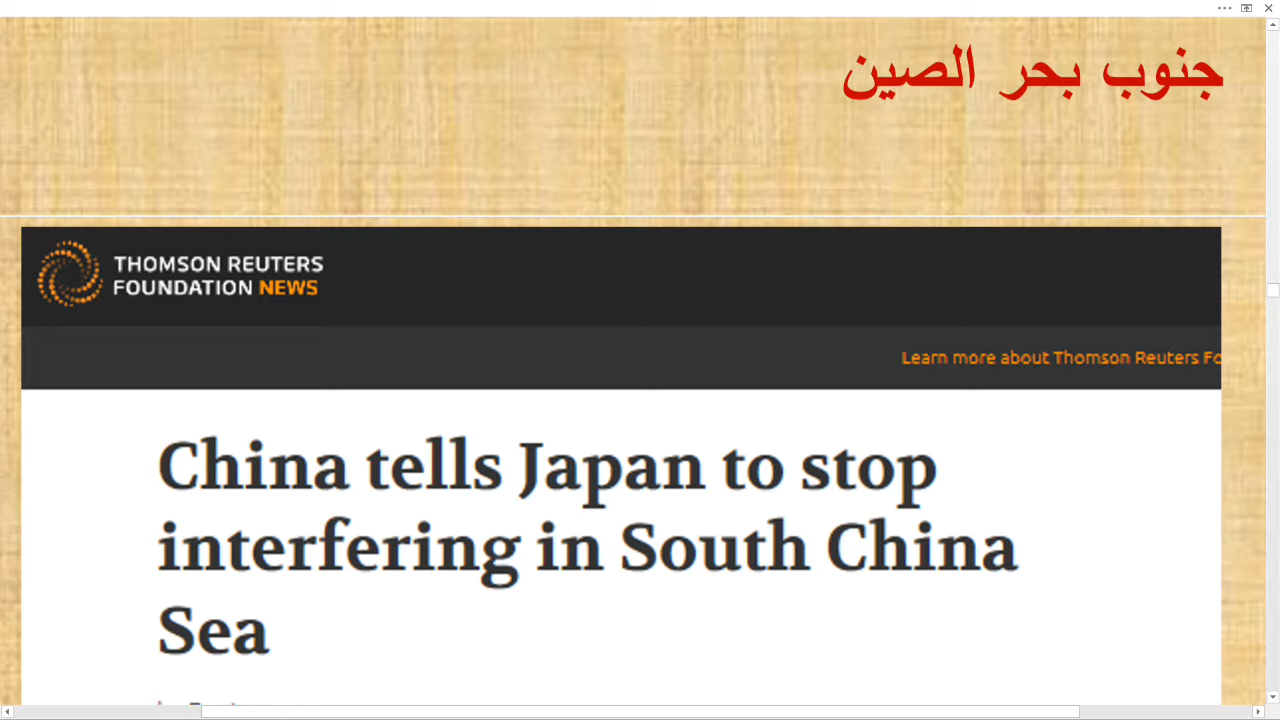 جنوب بحر الصين
THOMSON REUTERS
FOUNDATION NEWS
Learn more about Thomson Reuters
China tells Japan to stop
interfering in South China
Sea